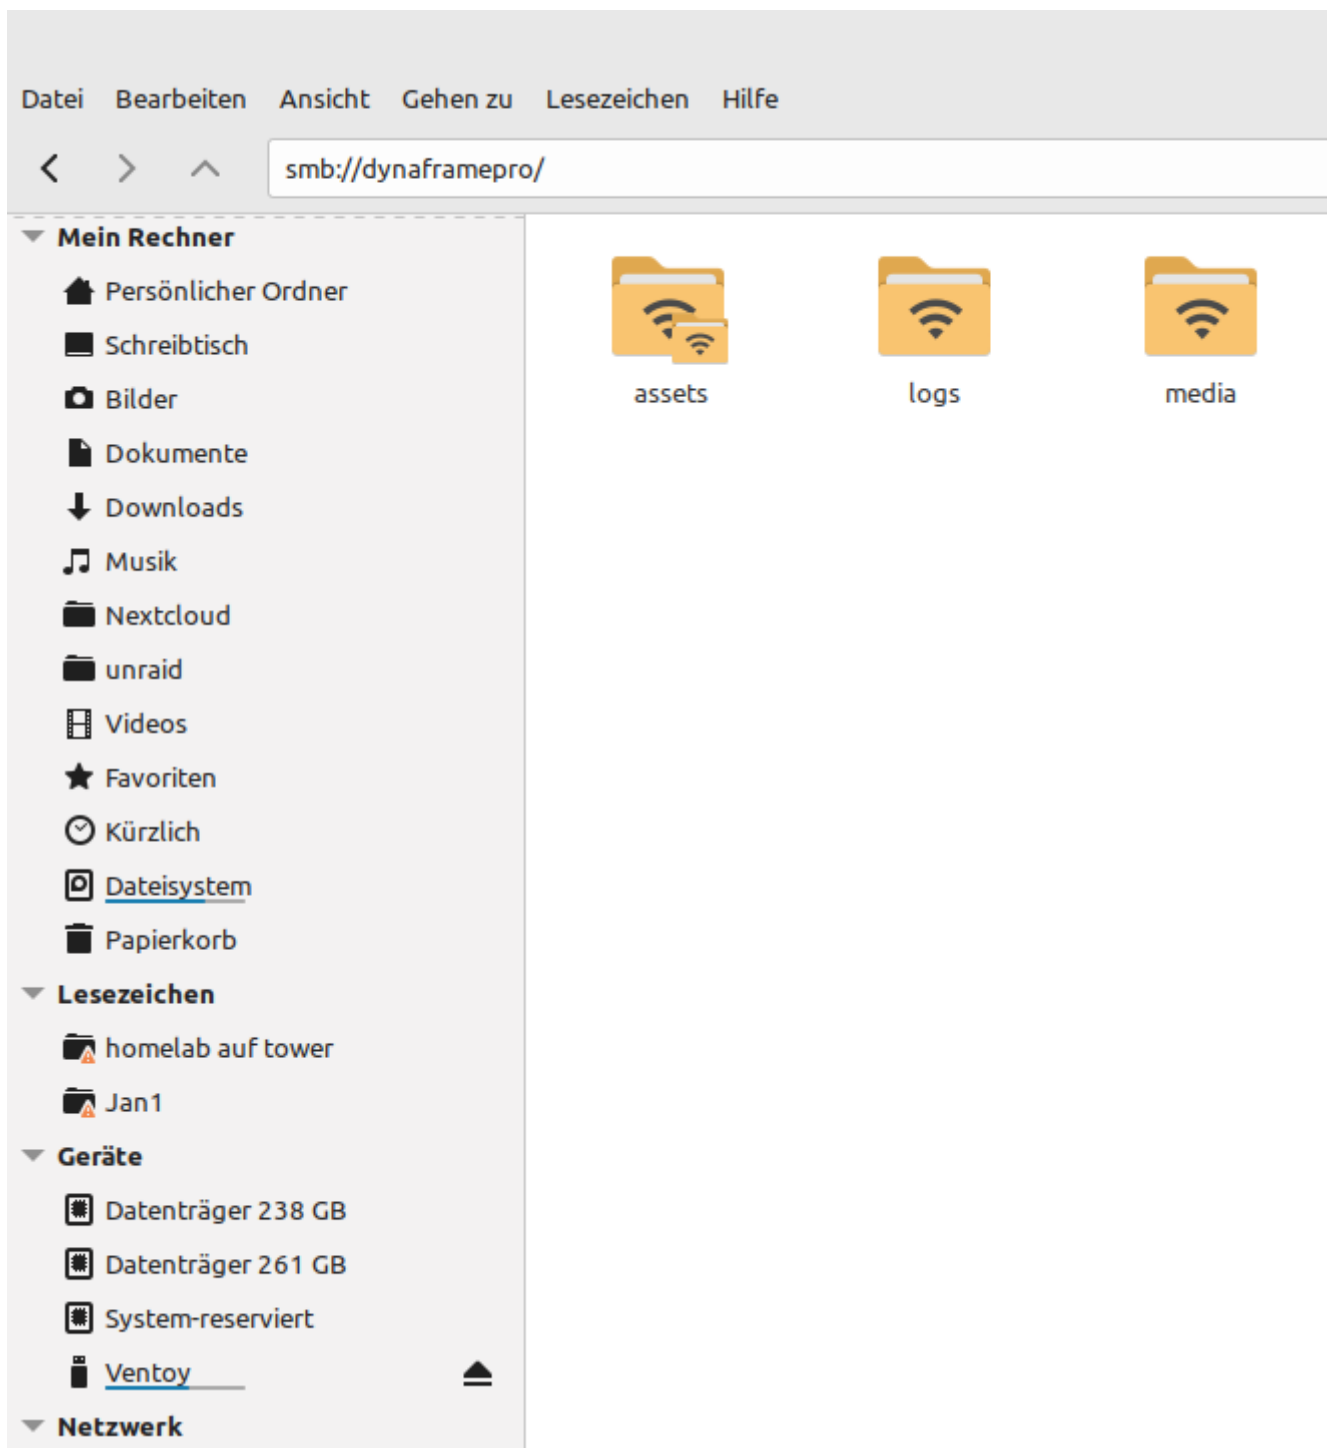 Datei Bearbeiten Ansicht Gehen zu Lesezeichen Hilfe
smb://dynaframepro/
Mein Rechner
Persönlicher Ordner
Schreibtisch
Bilder
Dokumente
Downloads
Musik
Nextcloud
unraid
Videos
Favoriten
Kürzlich
Dateisystem
Papierkorb
Lesezeichen
homelab auf tower
Jan1
Geräte
Datenträger 238 GB
Datenträger 261 GB
System-reserviert
Ventoy
Netzwerk
assets logs media